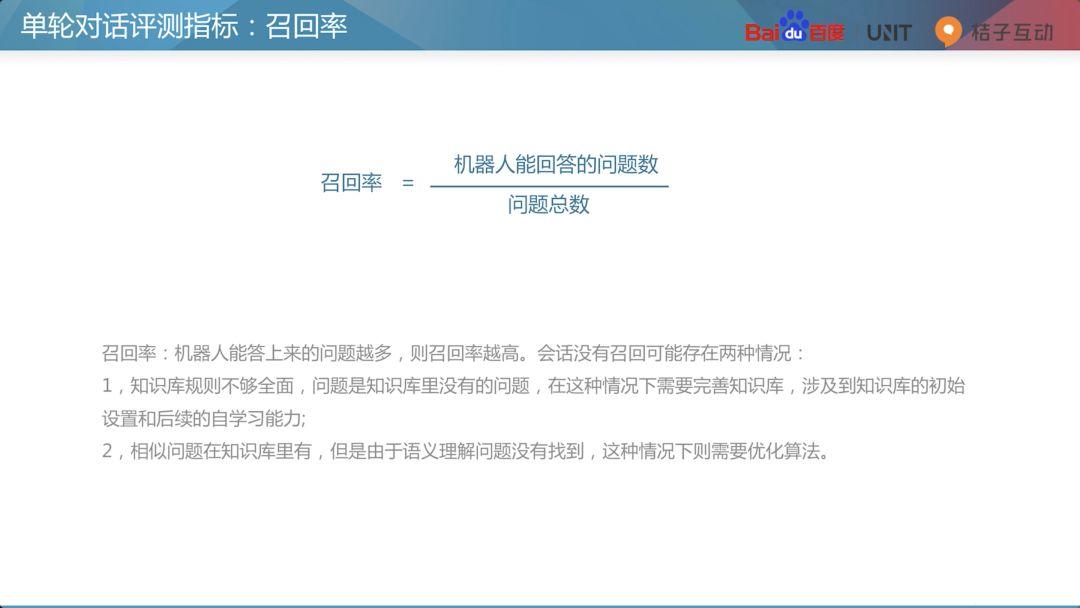 单轮对话评测指标：召回率
Bai du 百度 UNIT 桔子互动
机器人能回答的问题数
召回率 =
问题总数
召回率：机器人能答上来的问题越多，则召回率越高。会话没有召回可能存在两种情况：
1，知识库规则不够全面，问题是知识库里没有的问题，在这种情况下需要完善知识库，涉及到知识库的初始
设置和后续的自学习能力;
2，相似问题在知识库里有，但是由于语义理解问题没有找到，这种情况下则需要优化算法。